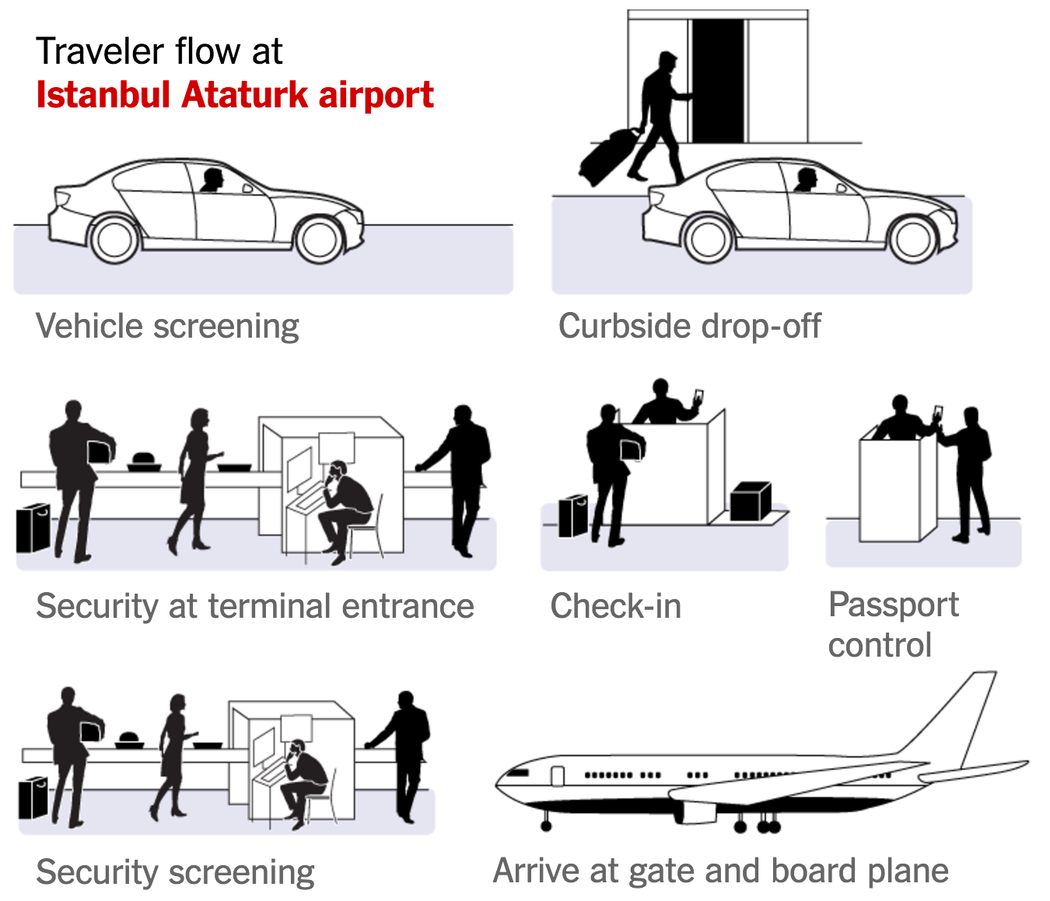 Traveler flow at
Istanbul Ataturk airport
Vehicle screening
Curbside drop-off
Security at terminal entrance
Check-in
Passport
control
Security screening
Arrive at gate and board plane